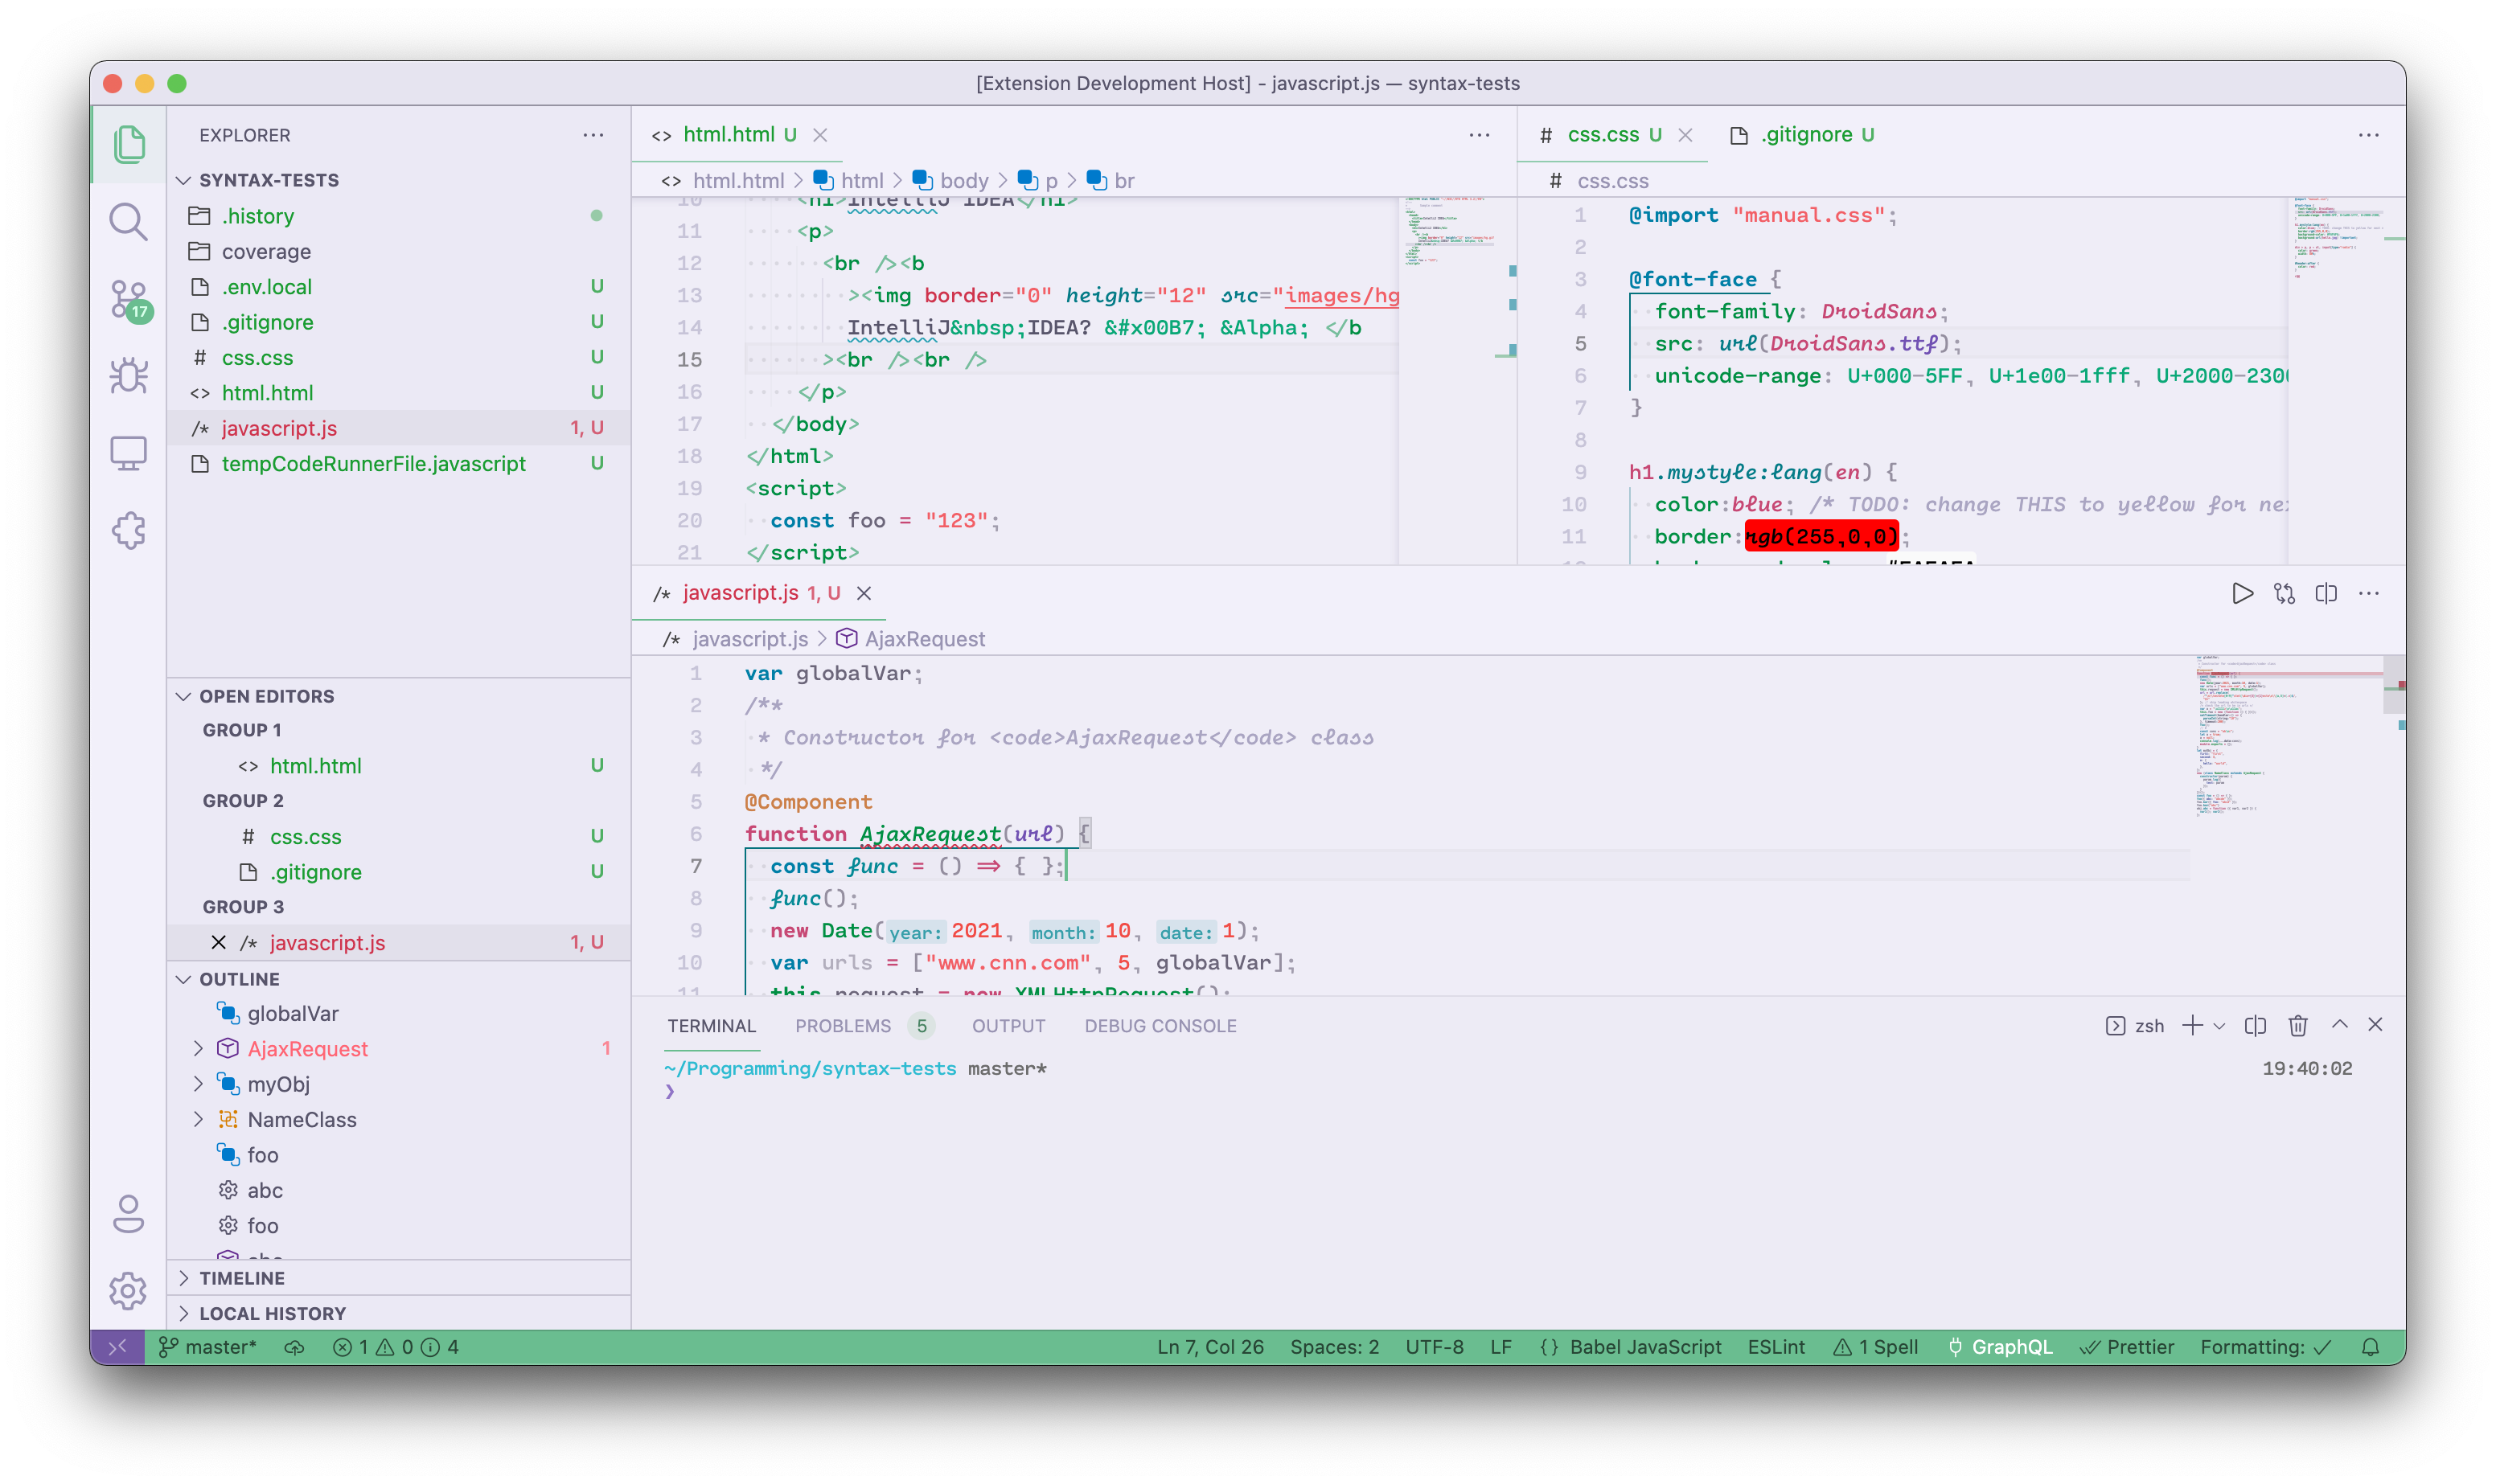 [Extension Development Host] - javascript.js — syntax-tests
EXPLORER
SYNTAX-TESTS
.history
coverage
.env.local U
.gitignore U
css.css U
html.html U
javascript.js 1, U
tempCodeRunnerFile.javascript U
17
OPEN EDITORS
GROUP 1
html.html U
GROUP 2
css.css U
.gitignore U
GROUP 3
javascript.js 1, U
OUTLINE
globalVar
AjaxRequest 1
myObj
NameClass
foo
abc
foo
abc
TIMELINE
LOCAL HISTORY
html.html U
html.html > html > body > p > br
10 <h1>IntelliJ IDEA</h1>
11 <p>
12 <br /><b
13 ><img border="0" height="12" src="images/hg
14 IntelliJ&nbsp;IDEA? &#x00B7; &Alpha; </b
15 ><br /><br />
16 </p>
17 </body>
18 </html>
19 <script>
20 const foo = "123";
21 </script>
# css.css U .gitignore U
# css.css
1 @import "manual.css";
2
3 @font-face {
4 font-family: DroidSans;
5 src: url(DroidSans.ttf);
6 unicode-range: U+000-5FF, U+1e00-1fff, U+2000-2300
7 }
8
9 h1.mystyle:lang(en) {
10 color:blue; /* TODO: change THIS to yellow for nex
11 border:rgb(255,0,0);
/* javascript.js 1, U
/* javascript.js > AjaxRequest
1 var globalVar;
2 /**
3 * Constructor for <code>AjaxRequest</code> class
4 */
5 @Component
6 function AjaxRequest(url) {
7 const func = () => { };
8 func();
9 new Date(year: 2021, month: 10, date: 1);
10 var urls = ["www.cnn.com", 5, globalVar];
11 this.request = new XMLHttpRequest();
TERMINAL PROBLEMS 5 OUTPUT DEBUG CONSOLE zsh
~/Programming/syntax-tests master* 19:40:02
❯
master* 1 0 4 Ln 7, Col 26 Spaces: 2 UTF-8 LF {} Babel JavaScript ESLint 1 Spell GraphQL Prettier Formatting: ✓